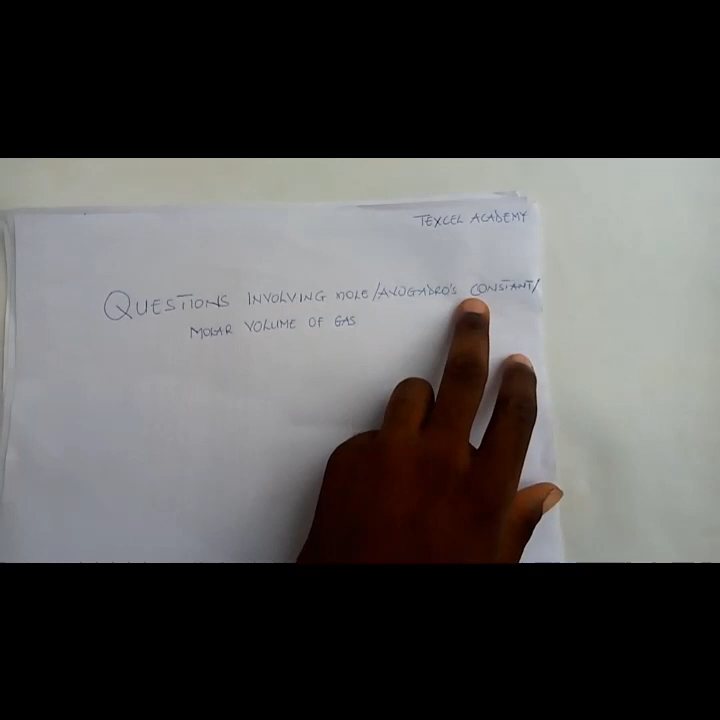 TEXCEL ACADEMY
QUESTIONS INVOLVING MOLE/AVOGADRO'S CONSTANT/
MOLAR VOLUME OF GAS